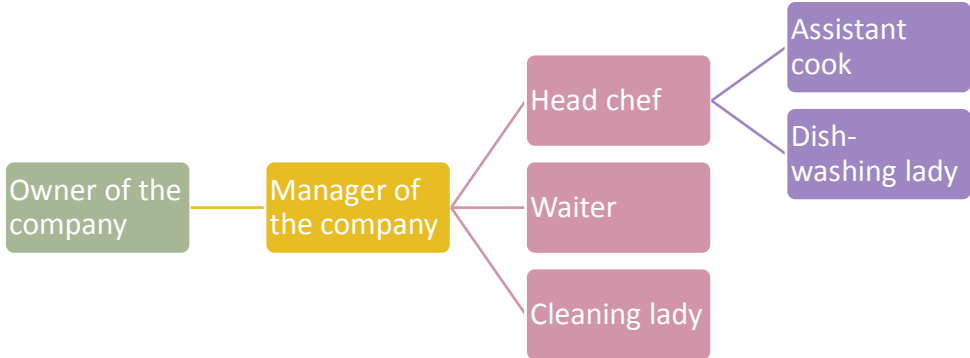 Owner of the
company
Manager of
the company
Head chef
Waiter
Cleaning lady
Assistant
cook
Dish-
washing lady